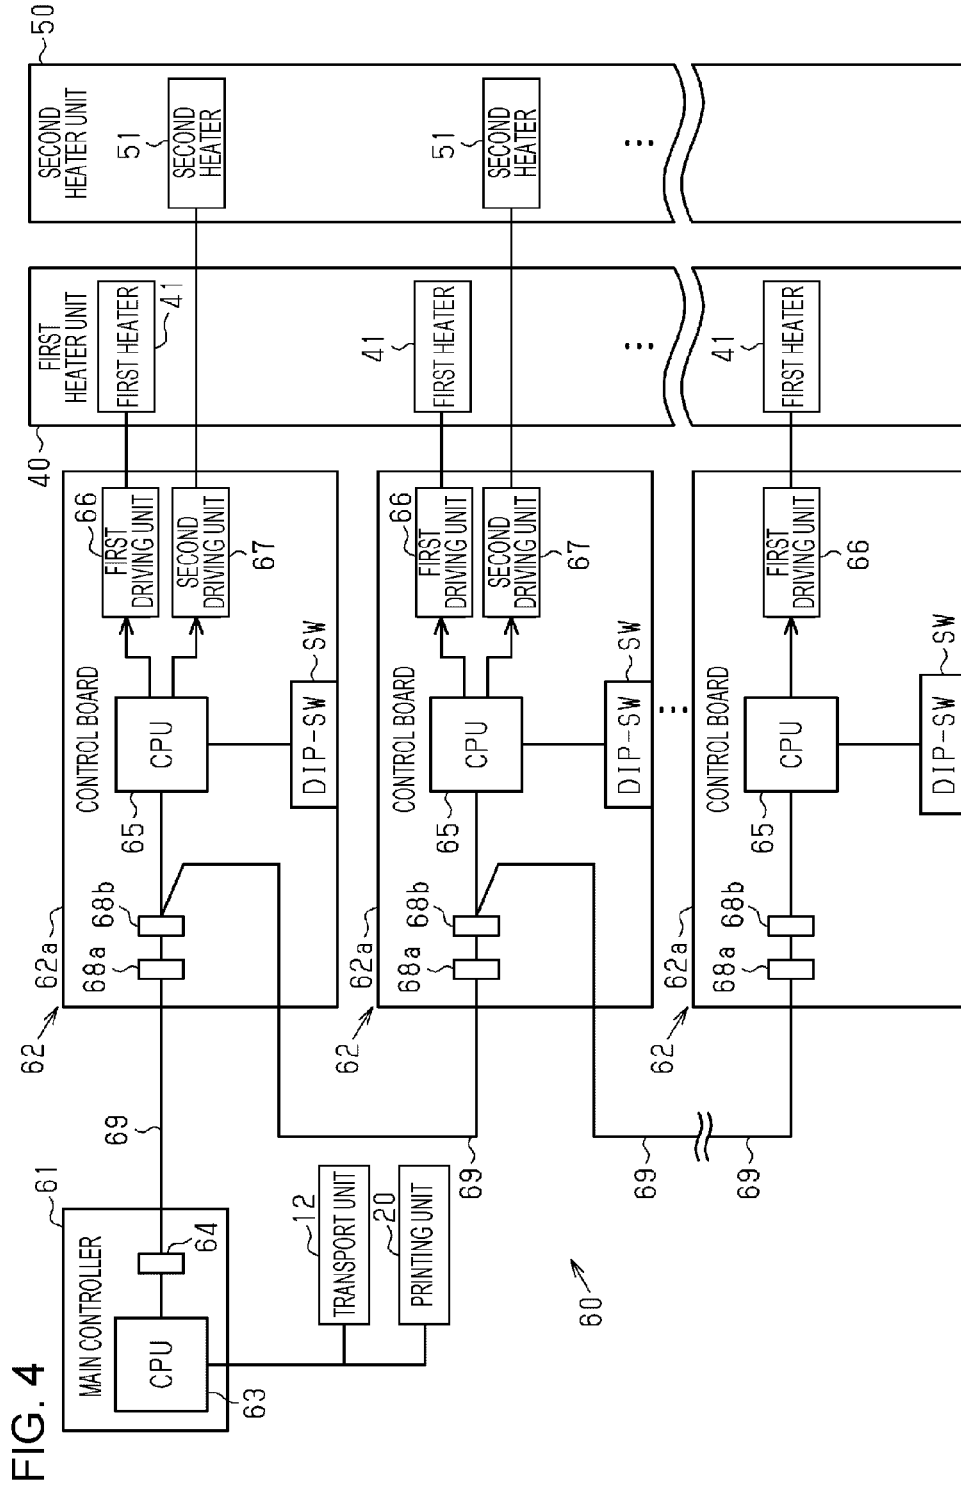 FIG. 4
MAIN CONTROLLER
61
CPU
63
64
69
TRANSPORT UNIT
12
PRINTING UNIT
20
60
62
62a
CONTROL BOARD
68a
68b
CPU
65
FIRST
DRIVING UNIT
66
SECOND
DRIVING UNIT
67
DIP-SW
SW
69
62
62a
CONTROL BOARD
68a
68b
CPU
65
FIRST
DRIVING UNIT
66
SECOND
DRIVING UNIT
67
DIP-SW
SW
69
69
62
62a
CONTROL BOARD
68a
68b
CPU
65
FIRST
DRIVING UNIT
66
DIP-SW
SW
40
FIRST
HEATER UNIT
FIRST HEATER
41
FIRST HEATER
41
FIRST HEATER
41
50
SECOND
HEATER UNIT
SECOND
HEATER
51
SECOND
HEATER
51